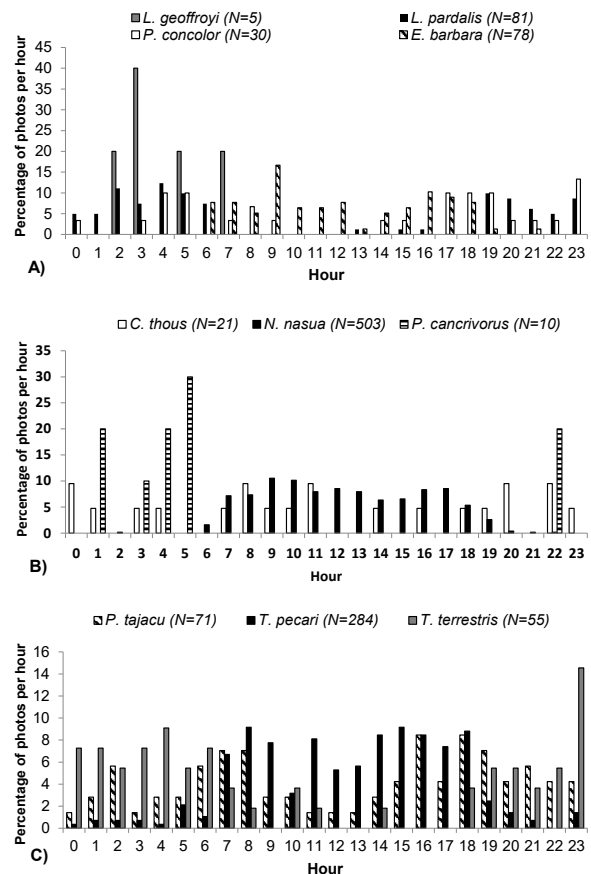 L. geoffroyi (N=5) L. pardalis (N=81)
P. concolor (N=30) E. barbara (N=78)
Percentage of photos per hour
45
40
35
30
25
20
15
10
5
0
0 1 2 3 4 5 6 7 8 9 10 11 12 13 14 15 16 17 18 19 20 21 22 23
A)
Hour
C. thous (N=21) N. nasua (N=503) P. cancrivorus (N=10)
Percentage of photos per hour
35
30
25
20
15
10
5
0
0 1 2 3 4 5 6 7 8 9 10 11 12 13 14 15 16 17 18 19 20 21 22 23
B)
Hour
P. tajacu (N=71) T. pecari (N=284) T. terrestris (N=55)
Percentage of photos per hour
16
14
12
10
8
6
4
2
0
0 1 2 3 4 5 6 7 8 9 10 11 12 13 14 15 16 17 18 19 20 21 22 23
C)
Hour